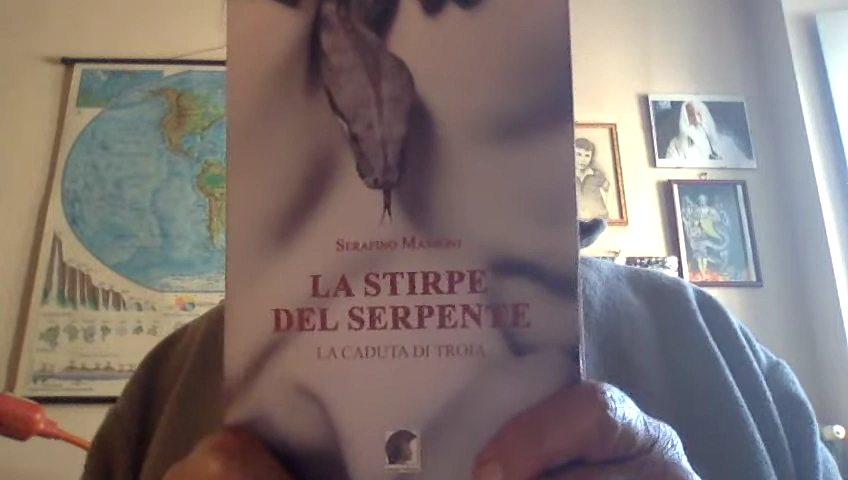 Serafino Massoni
LA STIRPE
DEL SERPENTE
LA CADUTA DI TROIA